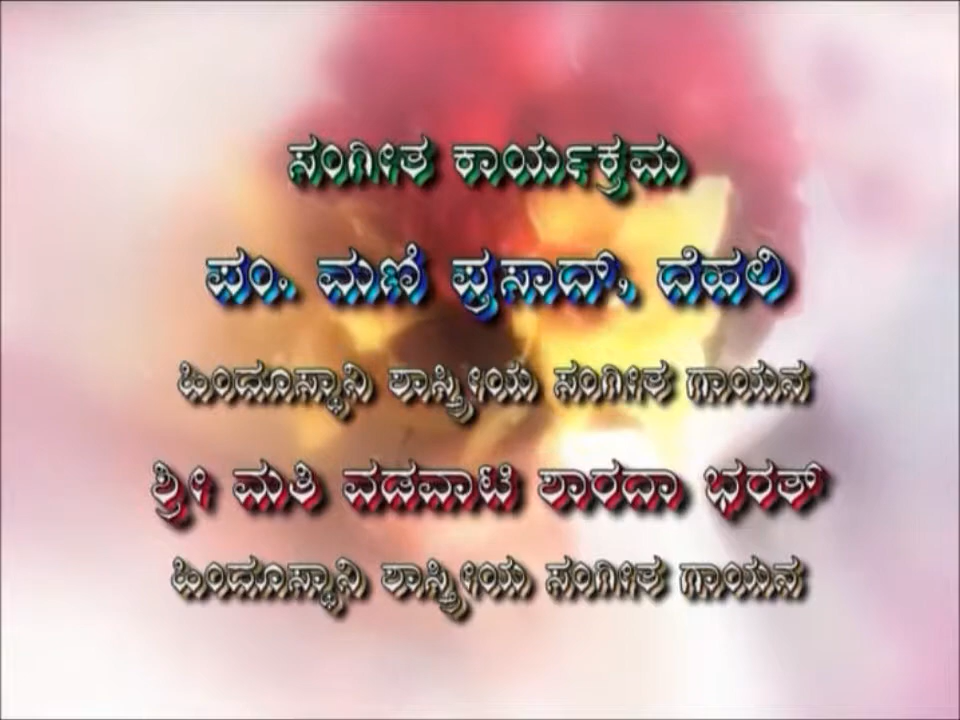 ಸಂಗೀತ ಕಾರ್ಯಕ್ರಮ
ಪಂ. ಮಣಿ ಪ್ರಸಾದ್, ದೆಹಲಿ
ಹಿಂದೂಸ್ಥಾನಿ ಶಾಸ್ತ್ರೀಯ ಸಂಗೀತ ಗಾಯನ
ಶ್ರೀ ಮತಿ ವಡವಾಟಿ ಶಾರದಾ ಭರತ್
ಹಿಂದೂಸ್ಥಾನಿ ಶಾಸ್ತ್ರೀಯ ಸಂಗೀತ ಗಾಯನ